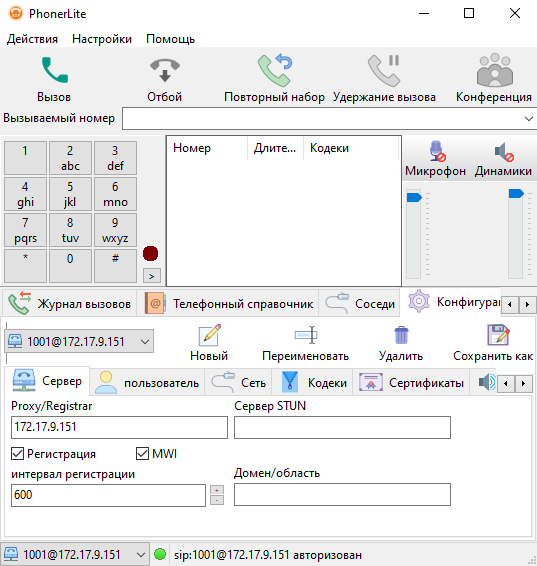 PhonerLite
Действия Настройки Помощь
Вызов Отбой Повторный набор Удержание вызова Конференция
Вызываемый номер
1 2 abc 3 def
4 ghi 5 jkl 6 mno
7 pqrs 8 tuv 9 wxyz
* 0 #
>
Номер Длите... Кодеки
Микрофон Динамики
Журнал вызовов Телефонный справочник Соседи Конфигурац
1001@172.17.9.151 Новый Переименовать Удалить Сохранить как
Сервер пользователь Сеть Кодеки Сертификаты
Proxy/Registrar Сервер STUN
172.17.9.151
Регистрация MWI
интервал регистрации Домен/область
600
1001@172.17.9.151 sip:1001@172.17.9.151 авторизован